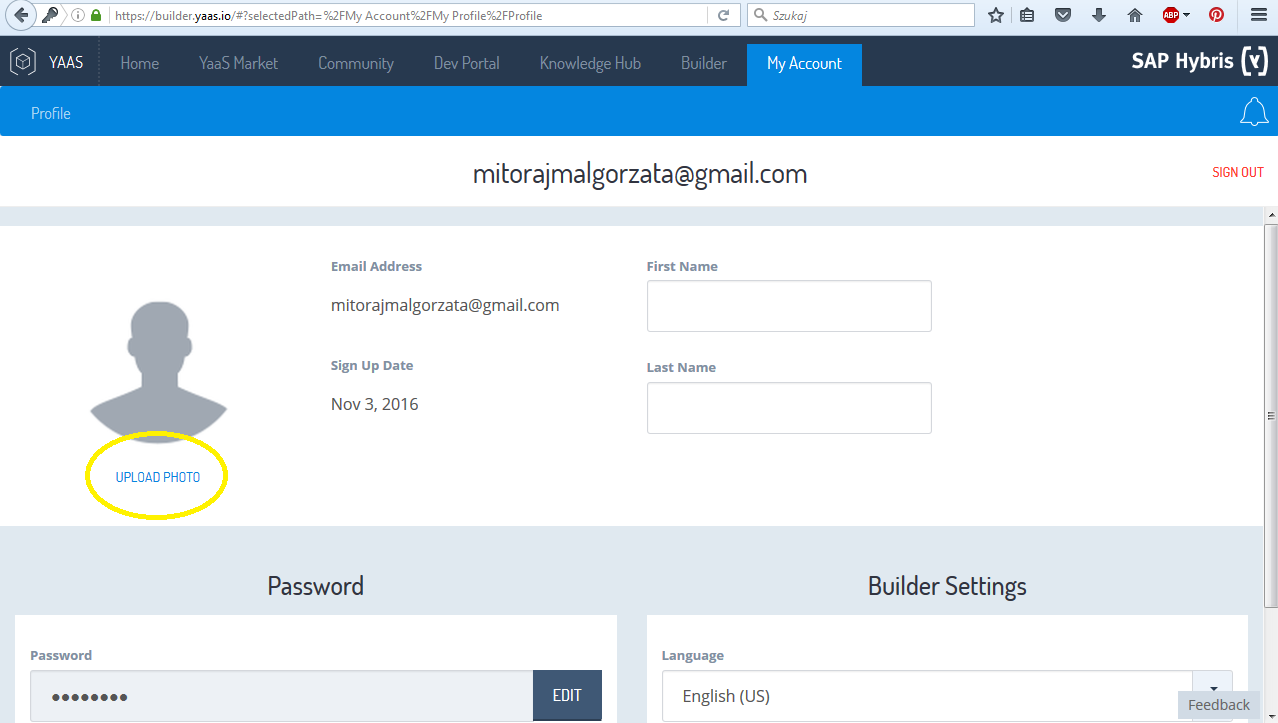 https://builder.yaas.io/#?selectedPath=%2FMy Account%2FMy Profile%2FProfile
Szukaj
ABP
YAAS
Home
YaaS Market
Community
Dev Portal
Knowledge Hub
Builder
My Account
SAP Hybris (Y)
Profile
mitorajmalgorzata@gmail.com
SIGN OUT
Email Address
First Name
mitorajmalgorzata@gmail.com
Sign Up Date
Last Name
Nov 3, 2016
UPLOAD PHOTO
Password
Builder Settings
Password
Language
●●●●●●●●
EDIT
English (US)
Feedback